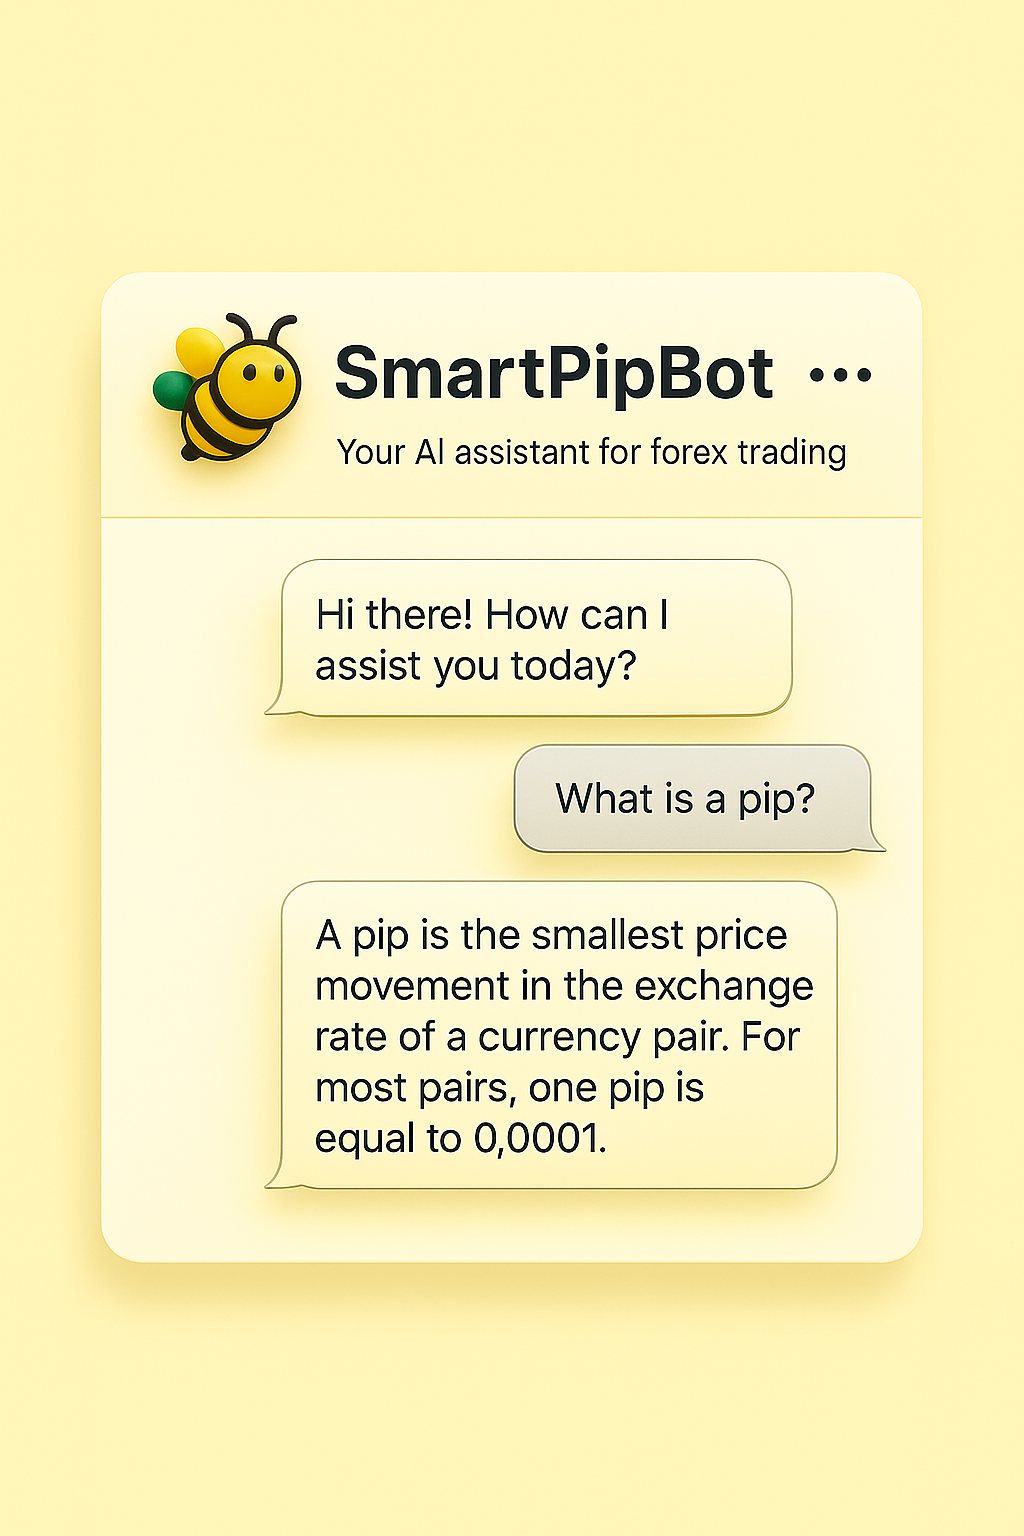 SmartPipBot
Your AI assistant for forex trading
Hi there! How can I
assist you today?
What is a pip?
A pip is the smallest price
movement in the exchange
rate of a currency pair. For
most pairs, one pip is
equal to 0,0001.